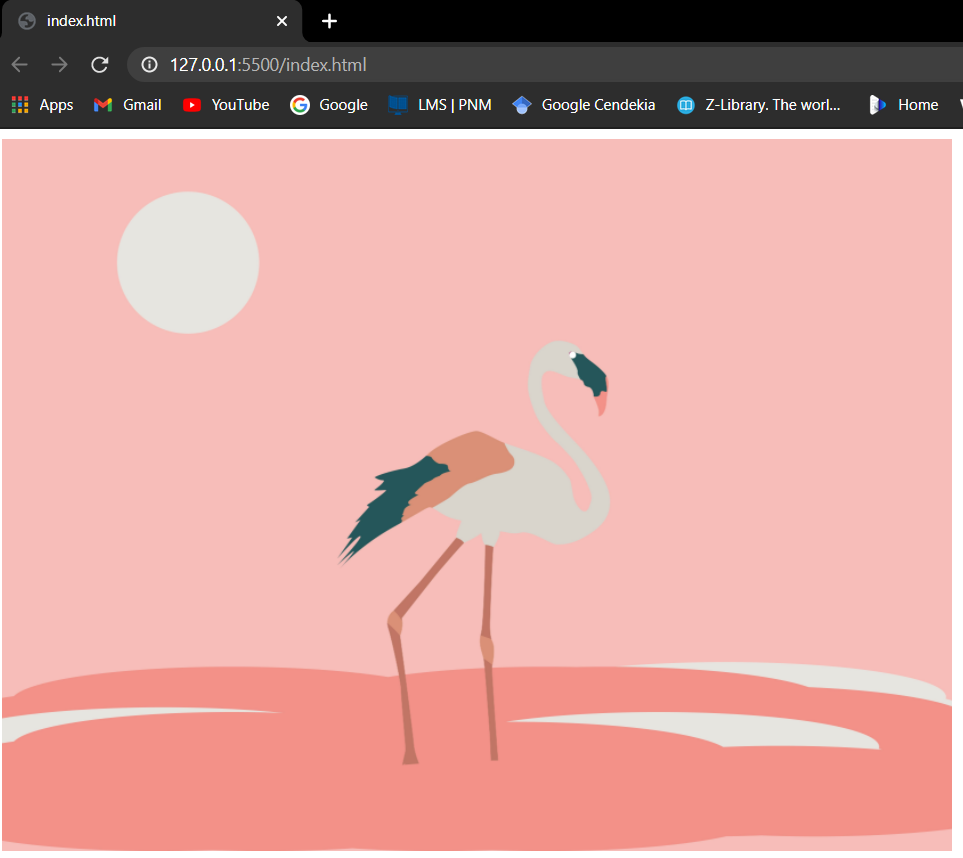 index.html
127.0.0.1:5500/index.html
Apps Gmail YouTube Google LMS | PNM Google Cendekia Z-Library. The worl... Home